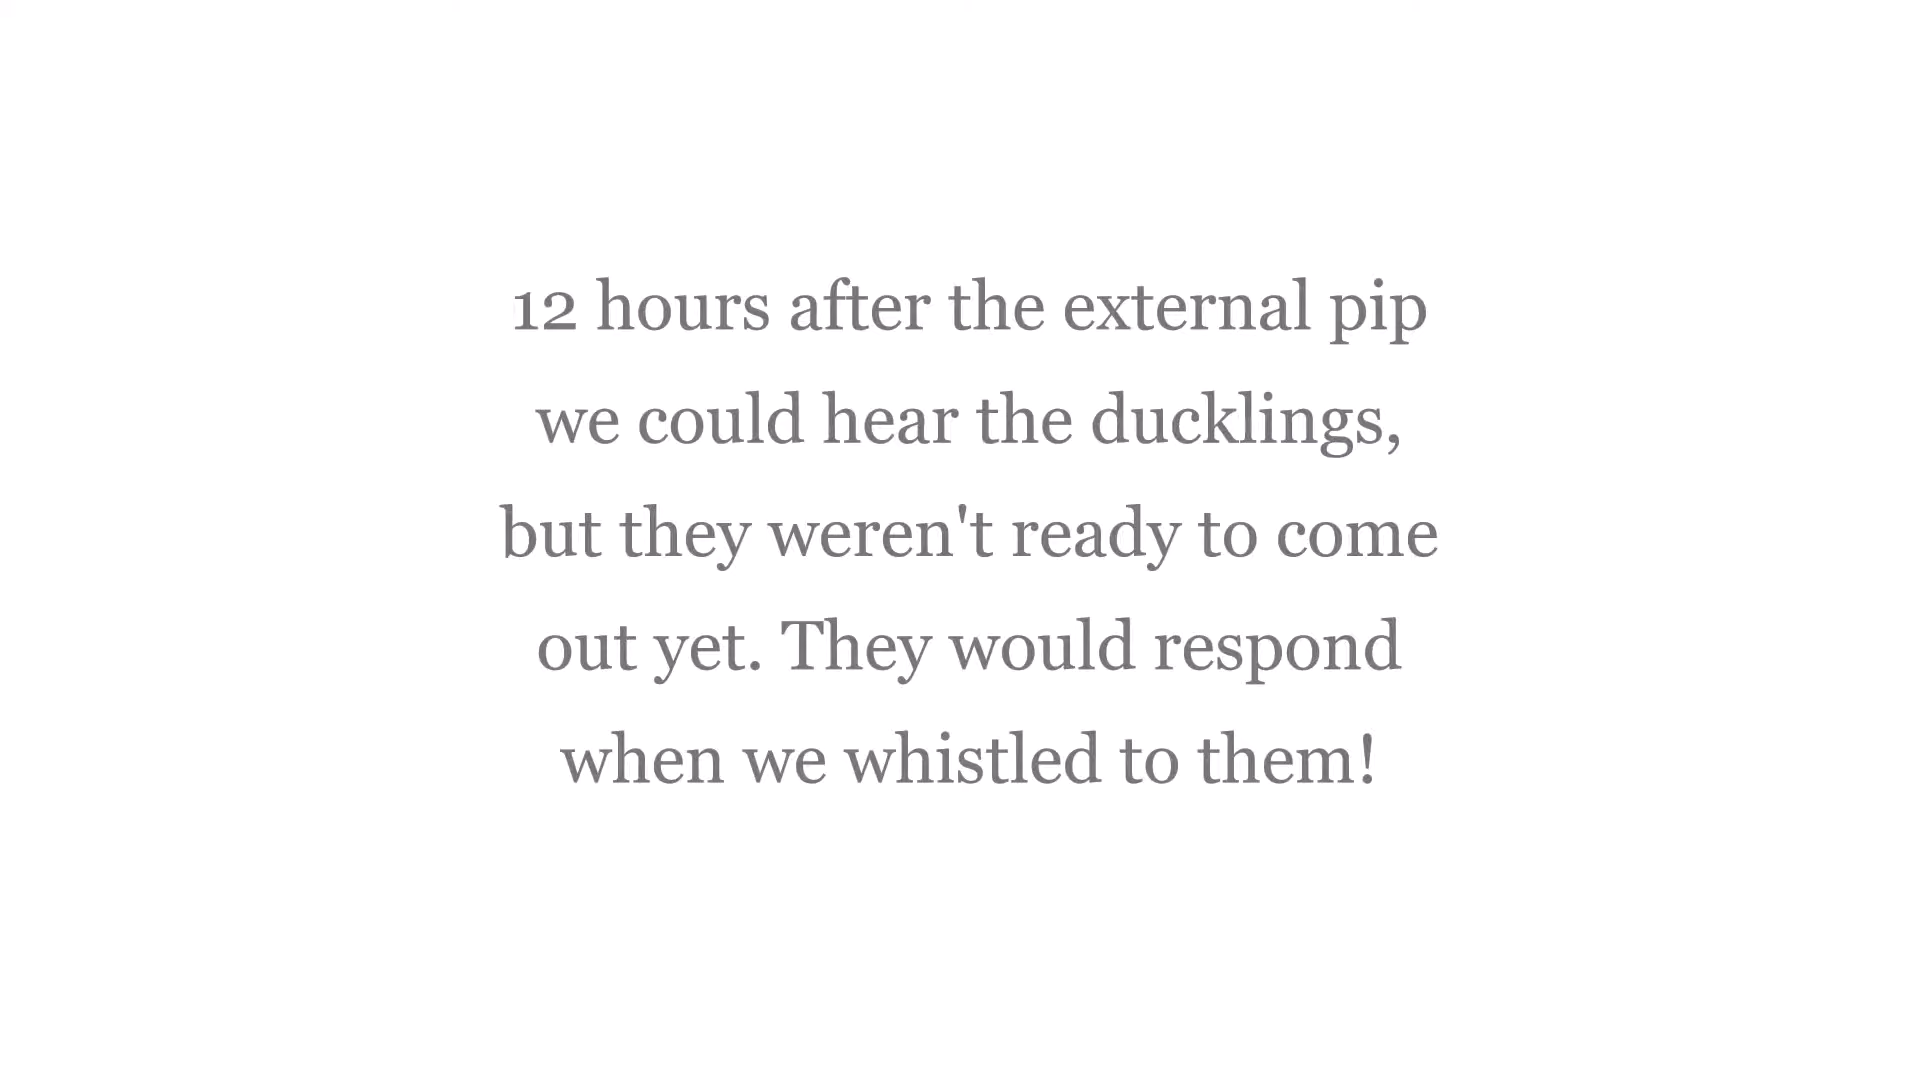 12 hours after the external pip
we could hear the ducklings,
but they weren't ready to come
out yet. They would respond
when we whistled to them!